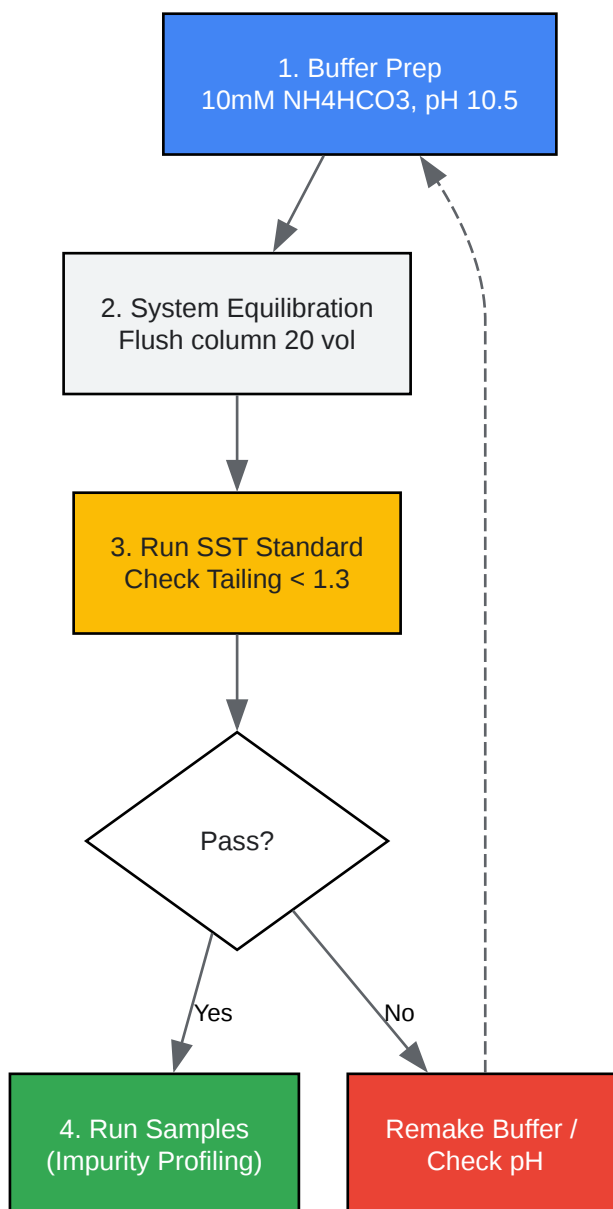 1. Buffer Prep
10mM NH4HCO3, pH 10.5
2. System Equilibration
Flush column 20 vol
3. Run SST Standard
Check Tailing < 1.3
Pass?
Yes
No
4. Run Samples
(Impurity Profiling)
Remake Buffer /
Check pH